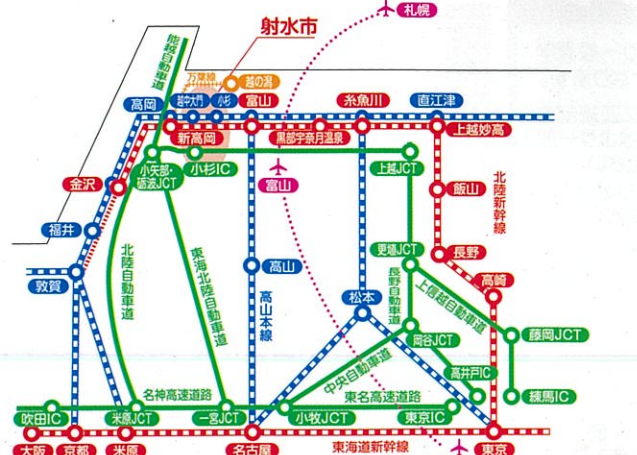 札幌
射水市
能越自動車道
万葉線
越の潟
高岡
越中大門
小杉
富山
糸魚川
直江津
新高岡
黒部宇奈月温泉
上越妙高
小矢部・
砺波JCT
小杉IC
上越JCT
金沢
富山
飯山
北陸新幹線
福井
更埴JCT
長野
敦賀
北陸自動車道
東海北陸自動車道
高山
高山本線
松本
長野自動車道
上信越自動車道
高崎
岡谷JCT
藤岡JCT
中央自動車道
高井戸IC
練馬IC
名神高速道路
東名高速道路
吹田IC
米原JCT
一宮JCT
小牧JCT
東京IC
大阪
京都
米原
名古屋
東海道新幹線
東京